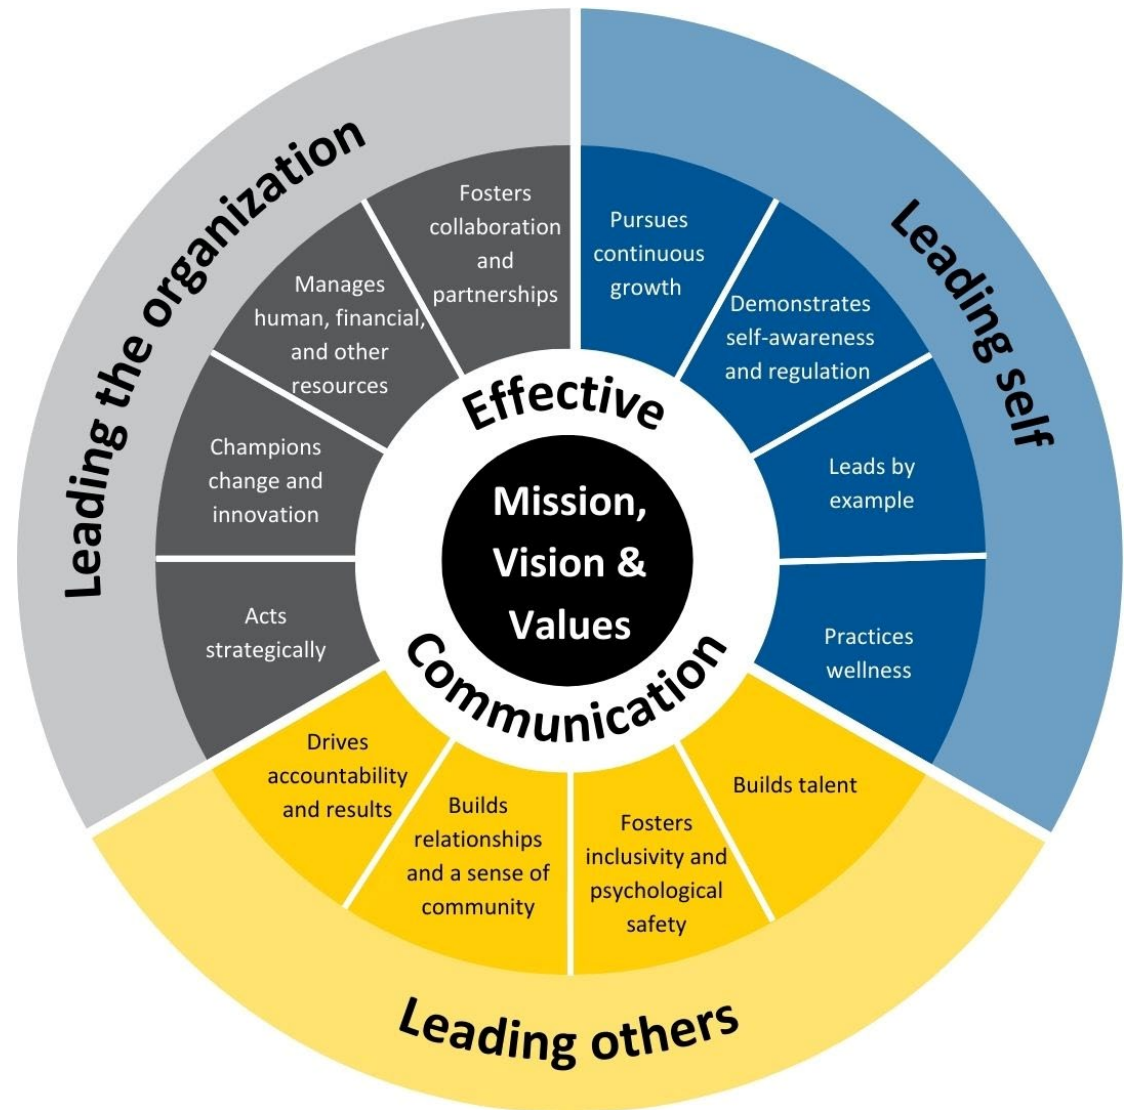 Leading the organization
Fosters
collaboration
and
partnerships
Manages
human, financial,
and other
resources
Champions
change and
innovation
Acts
strategically
Leading self
Pursues
continuous
growth
Demonstrates
self-awareness
and regulation
Leads by
example
Practices
wellness
Effective
Mission,
Vision &
Values
Communication
Drives
accountability
and results
Builds
relationships
and a sense of
community
Fosters
inclusivity and
psychological
safety
Builds talent
Leading others